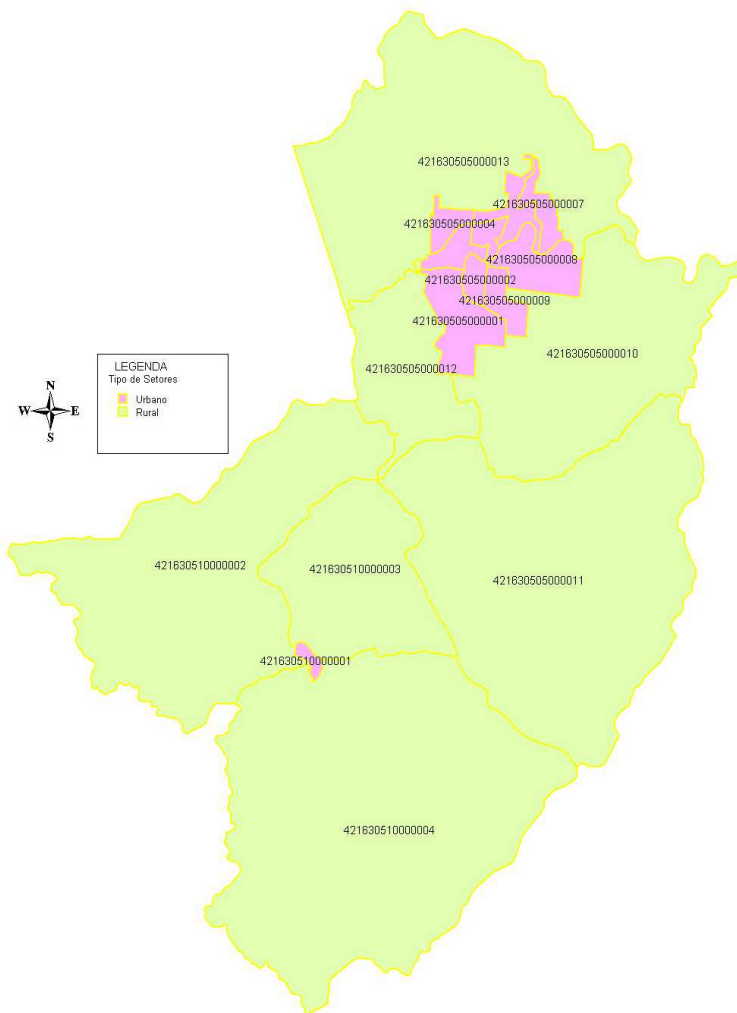 421630505000013
421630505000007
421630505000004
421630505000008
421630505000002
421630505000009
421630505000001
421630505000010
421630505000012
LEGENDA
Tipo de Setores
Urbano
Rural
N
W E
S
421630510000002
421630510000003
421630505000011
421630510000001
421630510000004